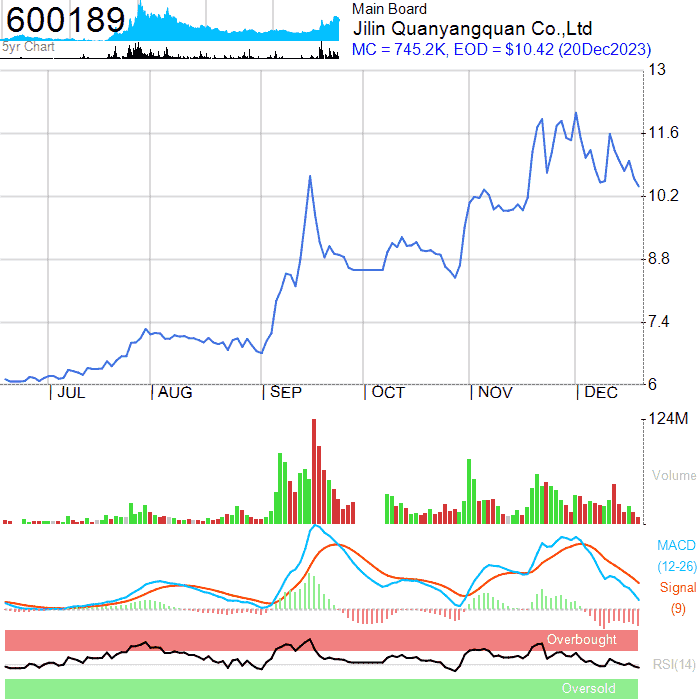 600189
5yr Chart
Main Board
Jilin Quanyangquan Co.,Ltd
MC = 745.2K, EOD = $10.42 (20Dec2023)
13
11.6
10.2
8.8
7.4
6
JUL
AUG
SEP
OCT
NOV
DEC
124M
Volume
MACD
(12-26)
Signal
(9)
Overbought
RSI(14)
Oversold